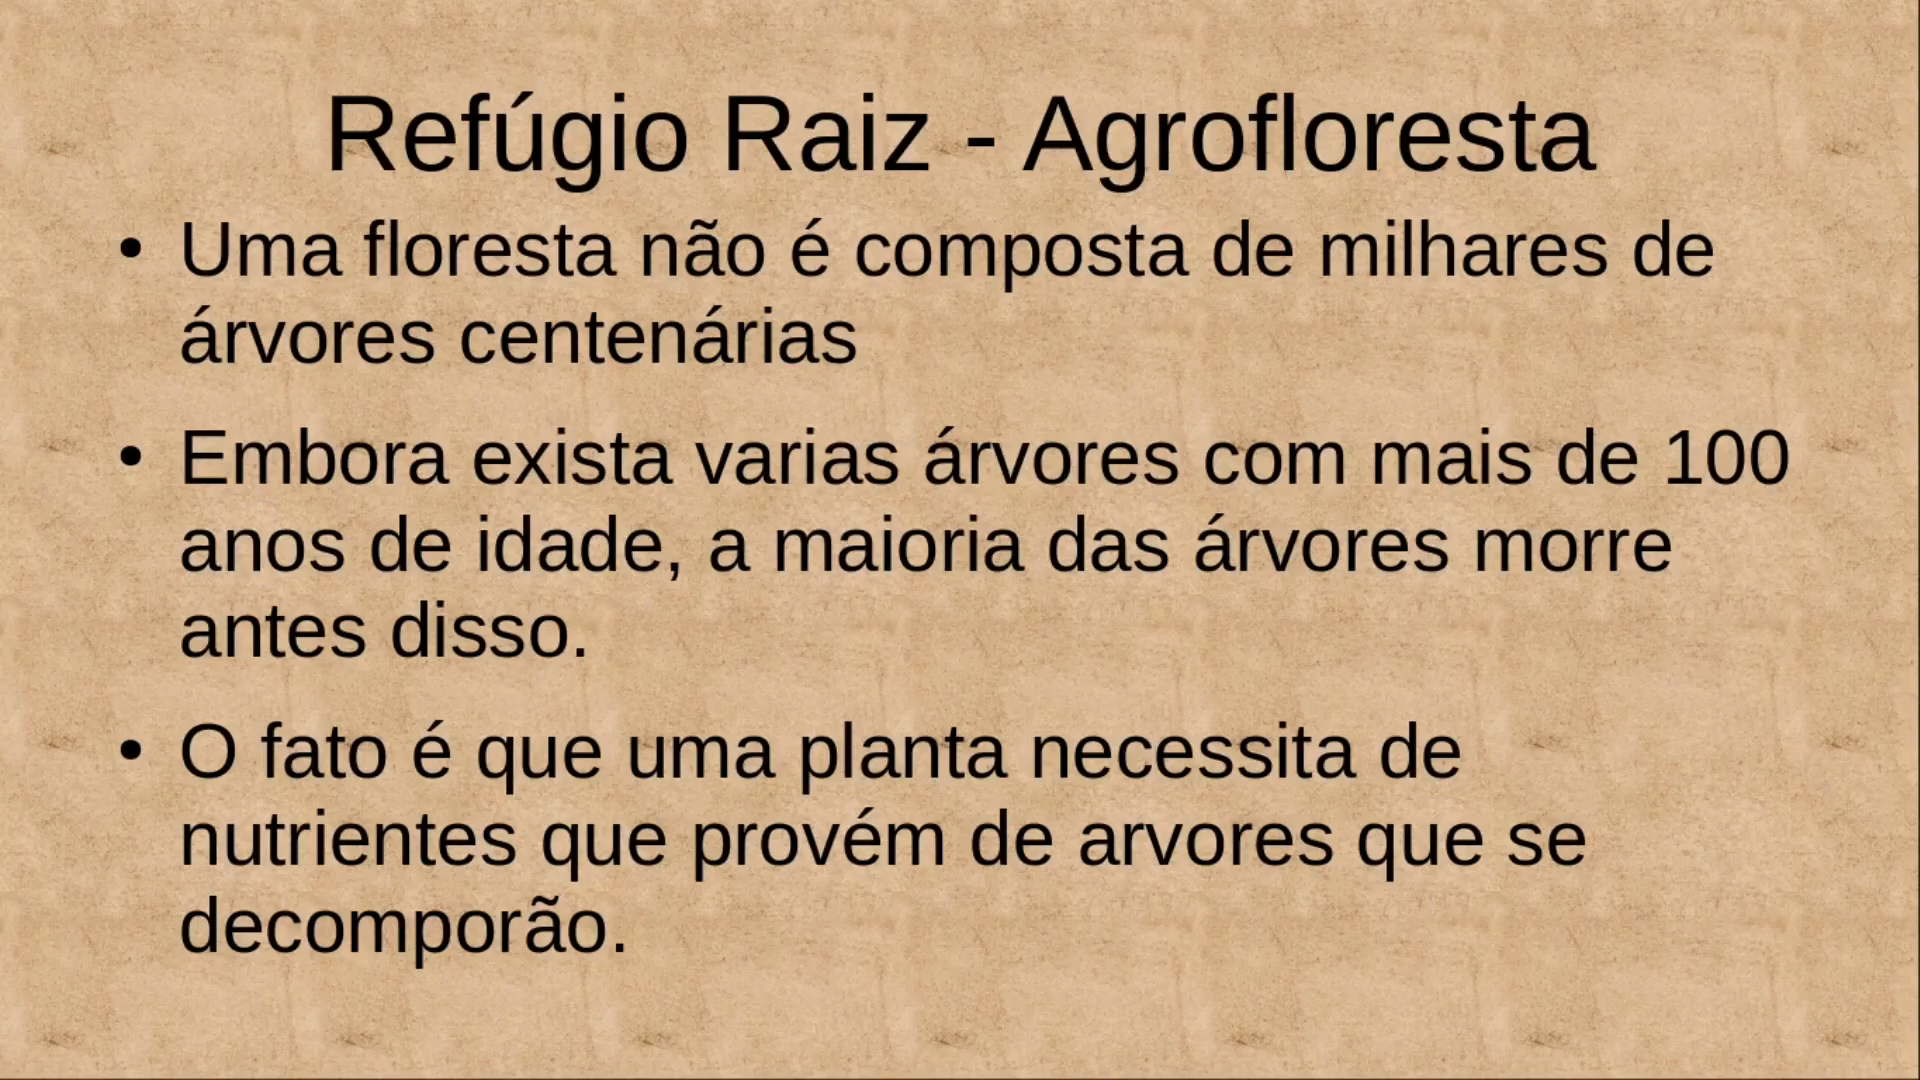 Refúgio Raiz - Agrofloresta
• Uma floresta não é composta de milhares de
árvores centenárias
• Embora exista varias árvores com mais de 100
anos de idade, a maioria das árvores morre
antes disso.
• O fato é que uma planta necessita de
nutrientes que provém de arvores que se
decomporão.